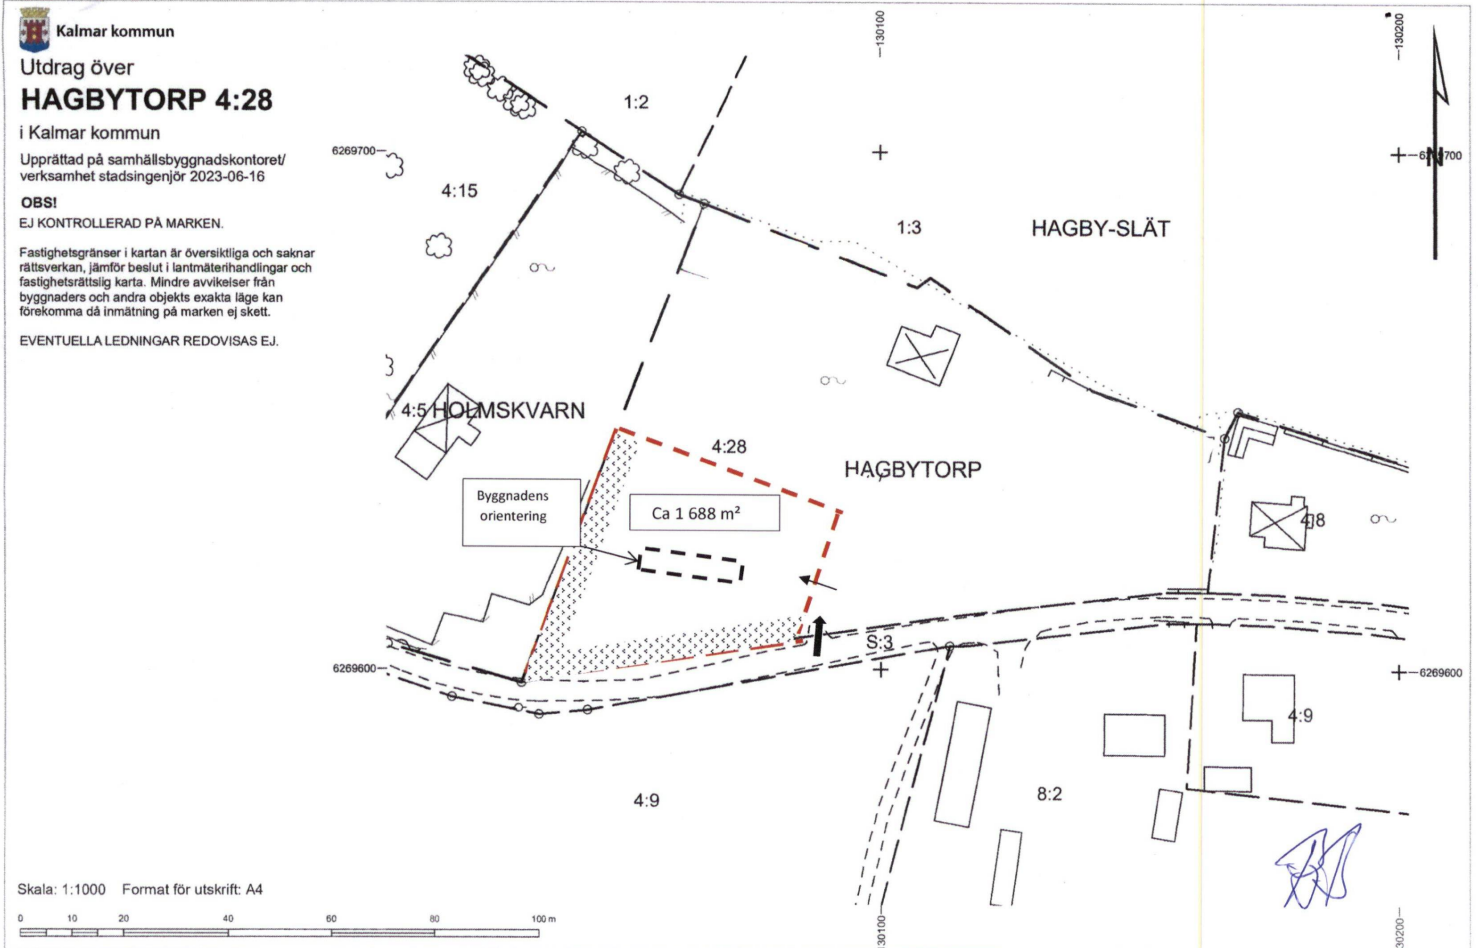 Kalmar kommun
Utdrag över
HAGBYTORP 4:28
i Kalmar kommun
Upprättad på samhällsbyggnadskontoret/
verksamhet stadsingenjör 2023-06-16
OBS!
EJ KONTROLLERAD PÅ MARKEN.
Fastighetsgränser i kartan är översiktliga och saknar
rättsverkan, jämför beslut i lantmäterihandlingar och
fastighetsrättslig karta. Mindre avvikelser från
byggnaders och andra objekts exakta läge kan
förekomma då inmätning på marken ej skett.
EVENTUELLA LEDNINGAR REDOVISAS EJ.
130100
130200
1:2
6269700
6269700
N
4:15
1:3
HAGBY-SLÄT
4:5 HOLMSKVARN
4:28
HAGBYTORP
Byggnadens
orientering
Ca 1 688 m²
4:8
S:3
6269600
6269600
4:9
4:9
8:2
130100
130200
Skala: 1:1000 Format för utskrift: A4
0 10 20 40 60 80 100 m